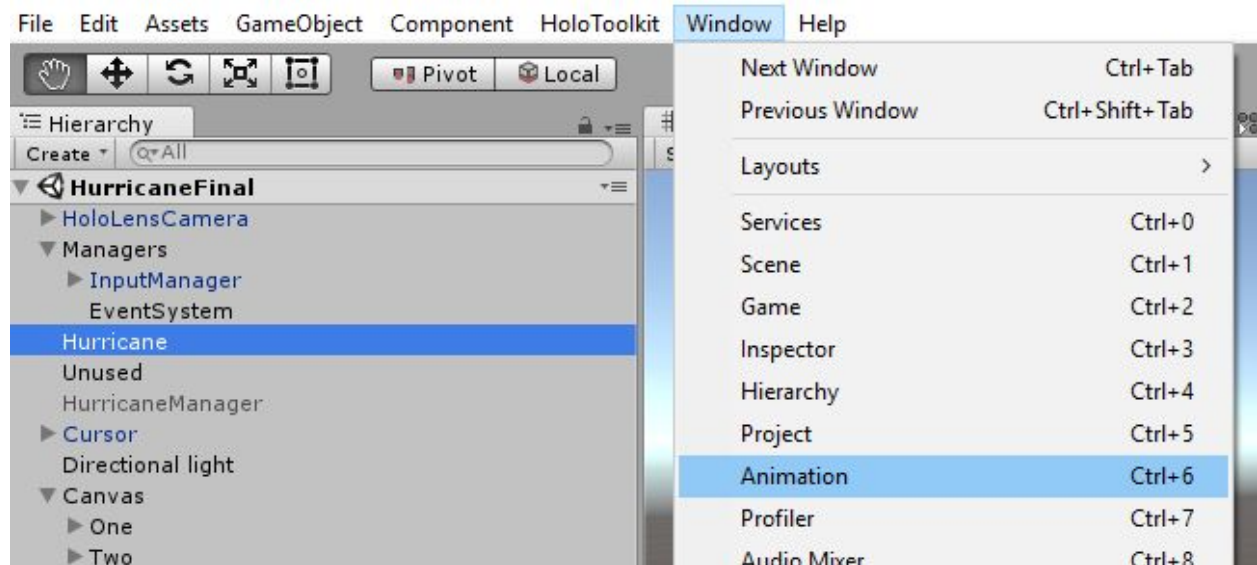 File Edit Assets GameObject Component HoloToolkit Window Help
Pivot Local
Hierarchy
Create All
HurricaneFinal
HoloLensCamera
Managers
InputManager
EventSystem
Hurricane
Unused
HurricaneManager
Cursor
Directional light
Canvas
One
Two
Next Window Ctrl+Tab
Previous Window Ctrl+Shift+Tab
Layouts
Services Ctrl+0
Scene Ctrl+1
Game Ctrl+2
Inspector Ctrl+3
Hierarchy Ctrl+4
Project Ctrl+5
Animation Ctrl+6
Profiler Ctrl+7
Audio Mixer Ctrl+8